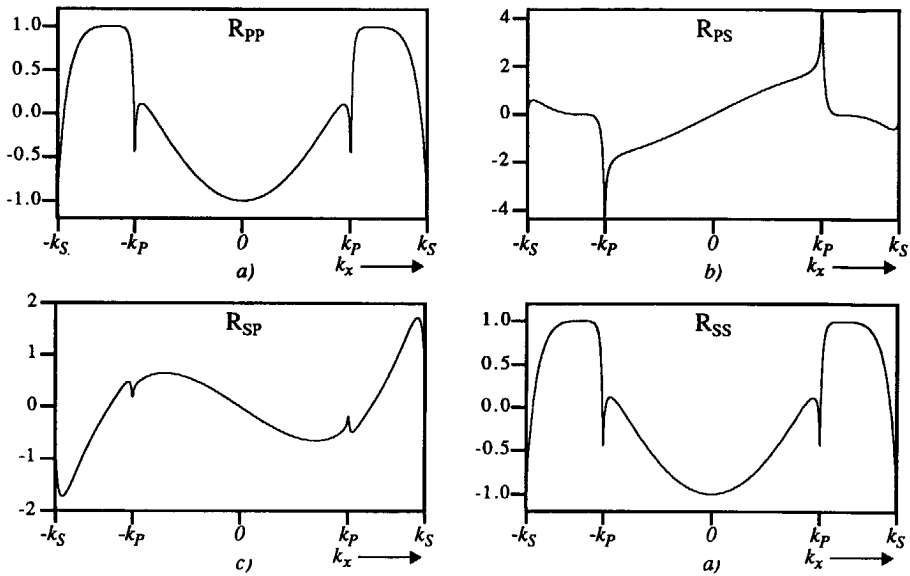 R_PP
1.0
0.5
0.0
-0.5
-1.0
-k_S.
-k_P
0
k_P
k_S
k_x
a)
R_PS
4
2
0
-2
-4
-k_S
-k_P
0
k_P
k_S
k_x
b)
R_SP
2
1
0
-1
-2
-k_S
-k_P
0
k_P
k_S
k_x
c)
R_SS
1.0
0.5
0.0
-0.5
-1.0
-k_S
-k_P
0
k_P
k_S
k_x
a)